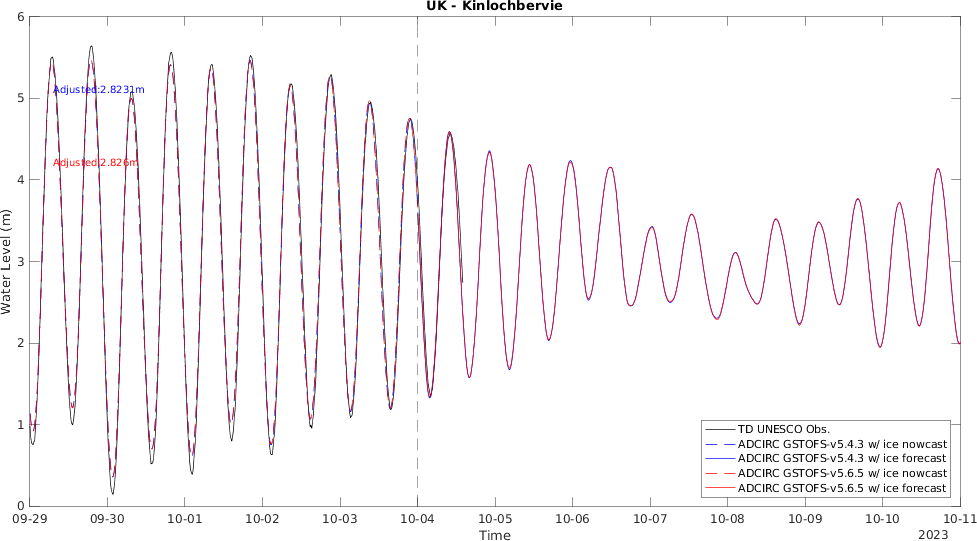 UK - Kinlochbervie
6
5
4
3
2
1
0
Water Level (m)
Adjusted:2.8231m
Adjusted:2.826m
TD UNESCO Obs.
ADCIRC GSTOFS-v5.4.3 w/ ice nowcast
ADCIRC GSTOFS-v5.4.3 w/ ice forecast
ADCIRC GSTOFS-v5.6.5 w/ ice nowcast
ADCIRC GSTOFS-v5.6.5 w/ ice forecast
09-29 09-30 10-01 10-02 10-03 10-04 10-05 10-06 10-07 10-08 10-09 10-10 10-11
Time
2023